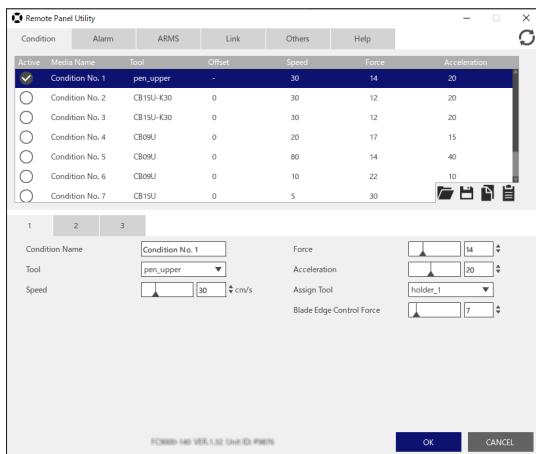 Remote Panel Utility
Condition Alarm ARMS Link Others Help
Active Media Name Tool Offset Speed Force Acceleration
Condition No. 1 pen_upper - 30 14 20
Condition No. 2 CB15U-K30 0 30 12 20
Condition No. 3 CB15U-K30 0 30 12 20
Condition No. 4 CB09U 0 20 17 15
Condition No. 5 CB09U 0 80 14 40
Condition No. 6 CB09U 0 10 22 10
Condition No. 7 CB15U 0 5 30
1 2 3
Condition Name Condition No. 1 Force 14
Tool pen_upper Acceleration 20
Speed 30 cm/s Assign Tool holder_1
Blade Edge Control Force 7
OK CANCEL